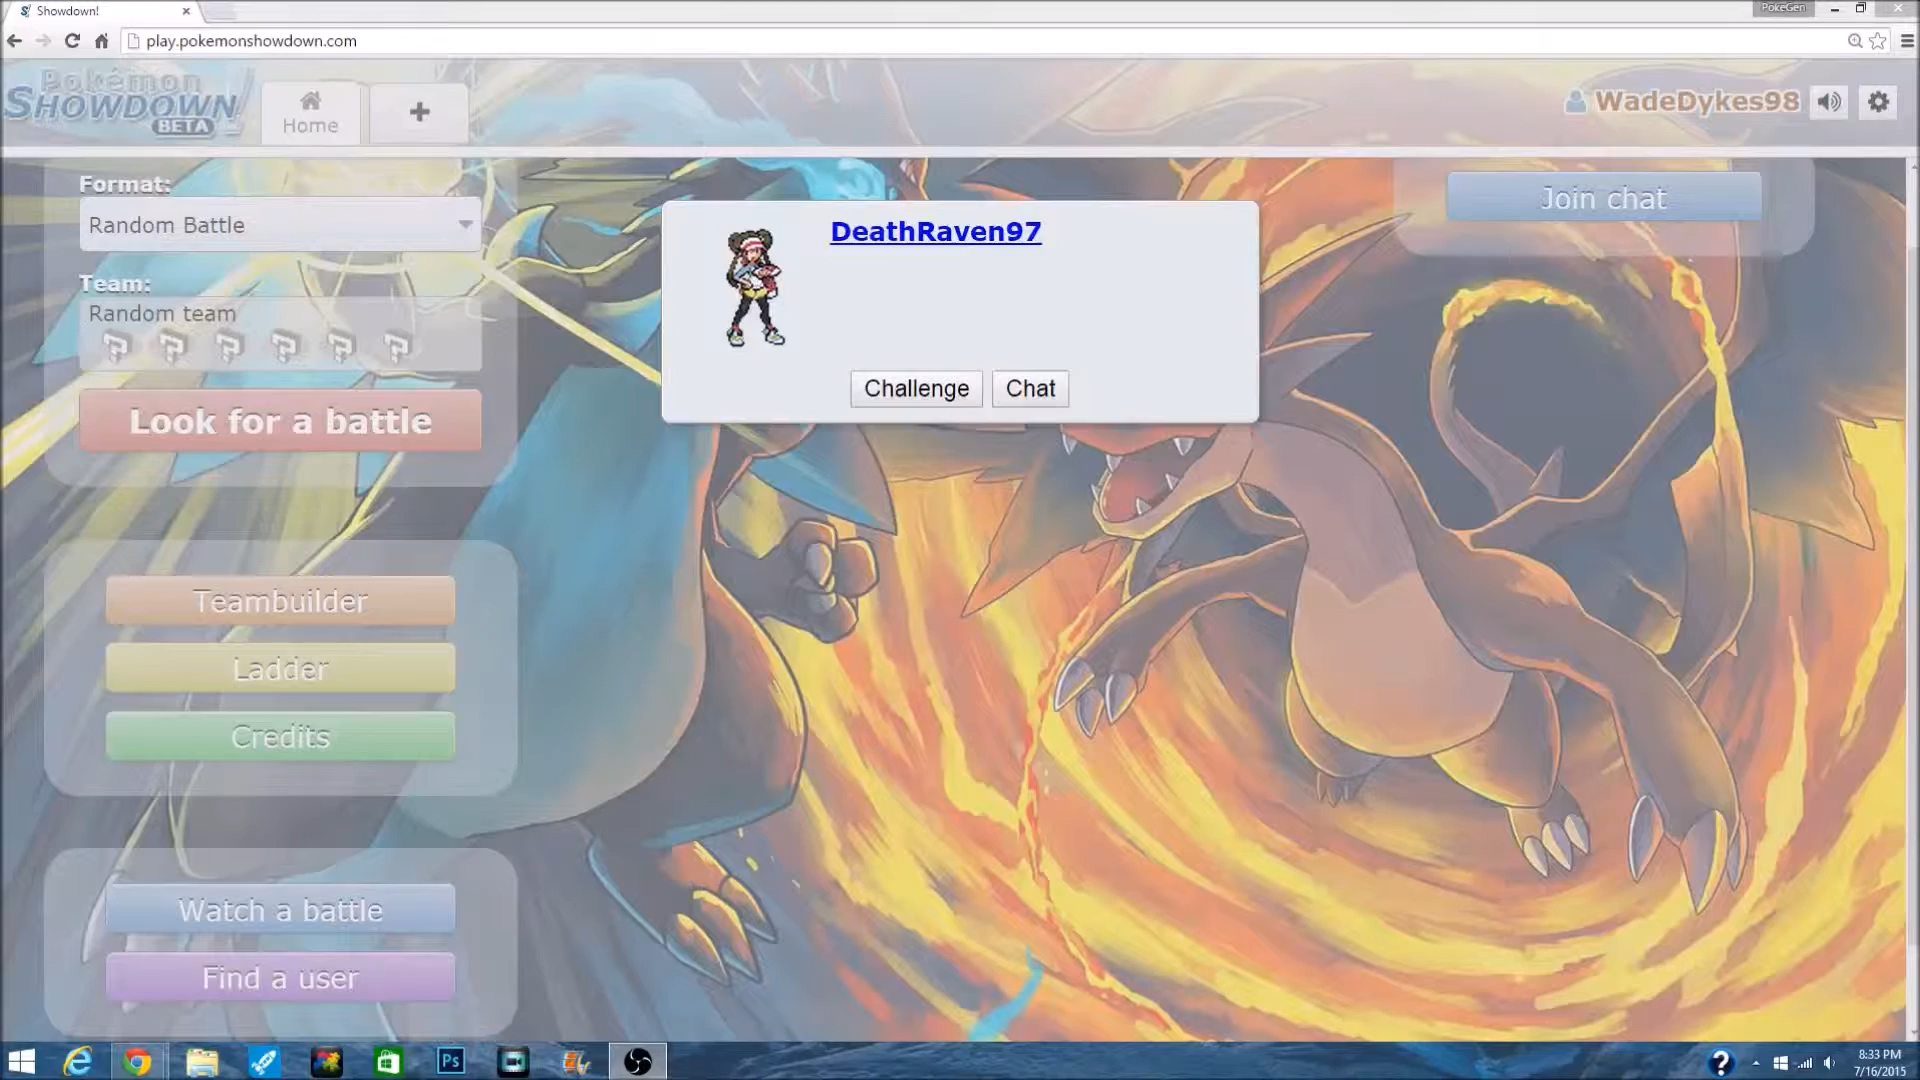 Showdown!
PokeGen
play.pokemonshowdown.com
Pokémon
SHOWDOWN
BETA
Home
WadeDykes98
Format:
Random Battle
Team:
Random team
Look for a battle
Teambuilder
Ladder
Credits
Watch a battle
Find a user
DeathRaven97
Challenge
Chat
Join chat
Ps
8:33 PM
7/16/2015